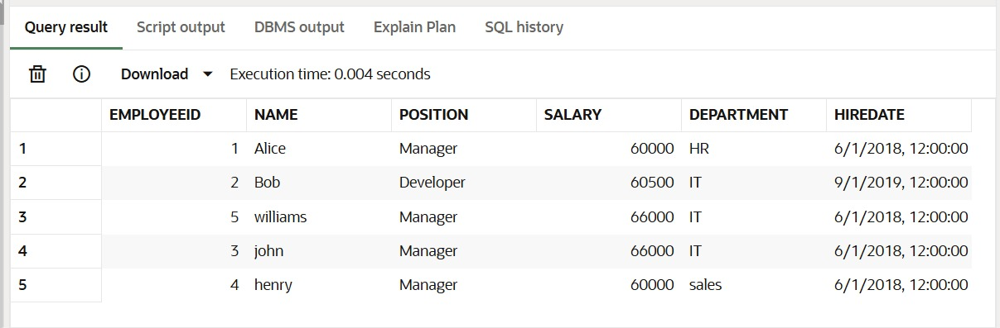 Query result Script output DBMS output Explain Plan SQL history
Download Execution time: 0.004 seconds
EMPLOYEEID NAME POSITION SALARY DEPARTMENT HIREDATE
1 1 Alice Manager 60000 HR 6/1/2018, 12:00:00
2 2 Bob Developer 60500 IT 9/1/2019, 12:00:00
3 5 williams Manager 66000 IT 6/1/2018, 12:00:00
4 3 john Manager 66000 IT 6/1/2018, 12:00:00
5 4 henry Manager 60000 sales 6/1/2018, 12:00:00